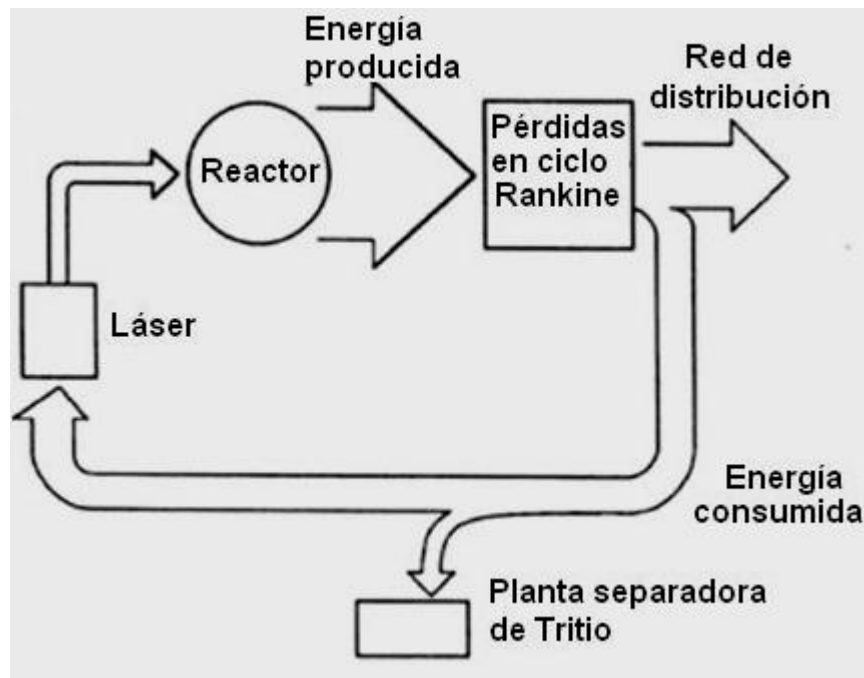 Energía
producida
Red de
distribución
Pérdidas
en ciclo
Rankine
Reactor
Láser
Energía
consumida
Planta separadora
de Tritio